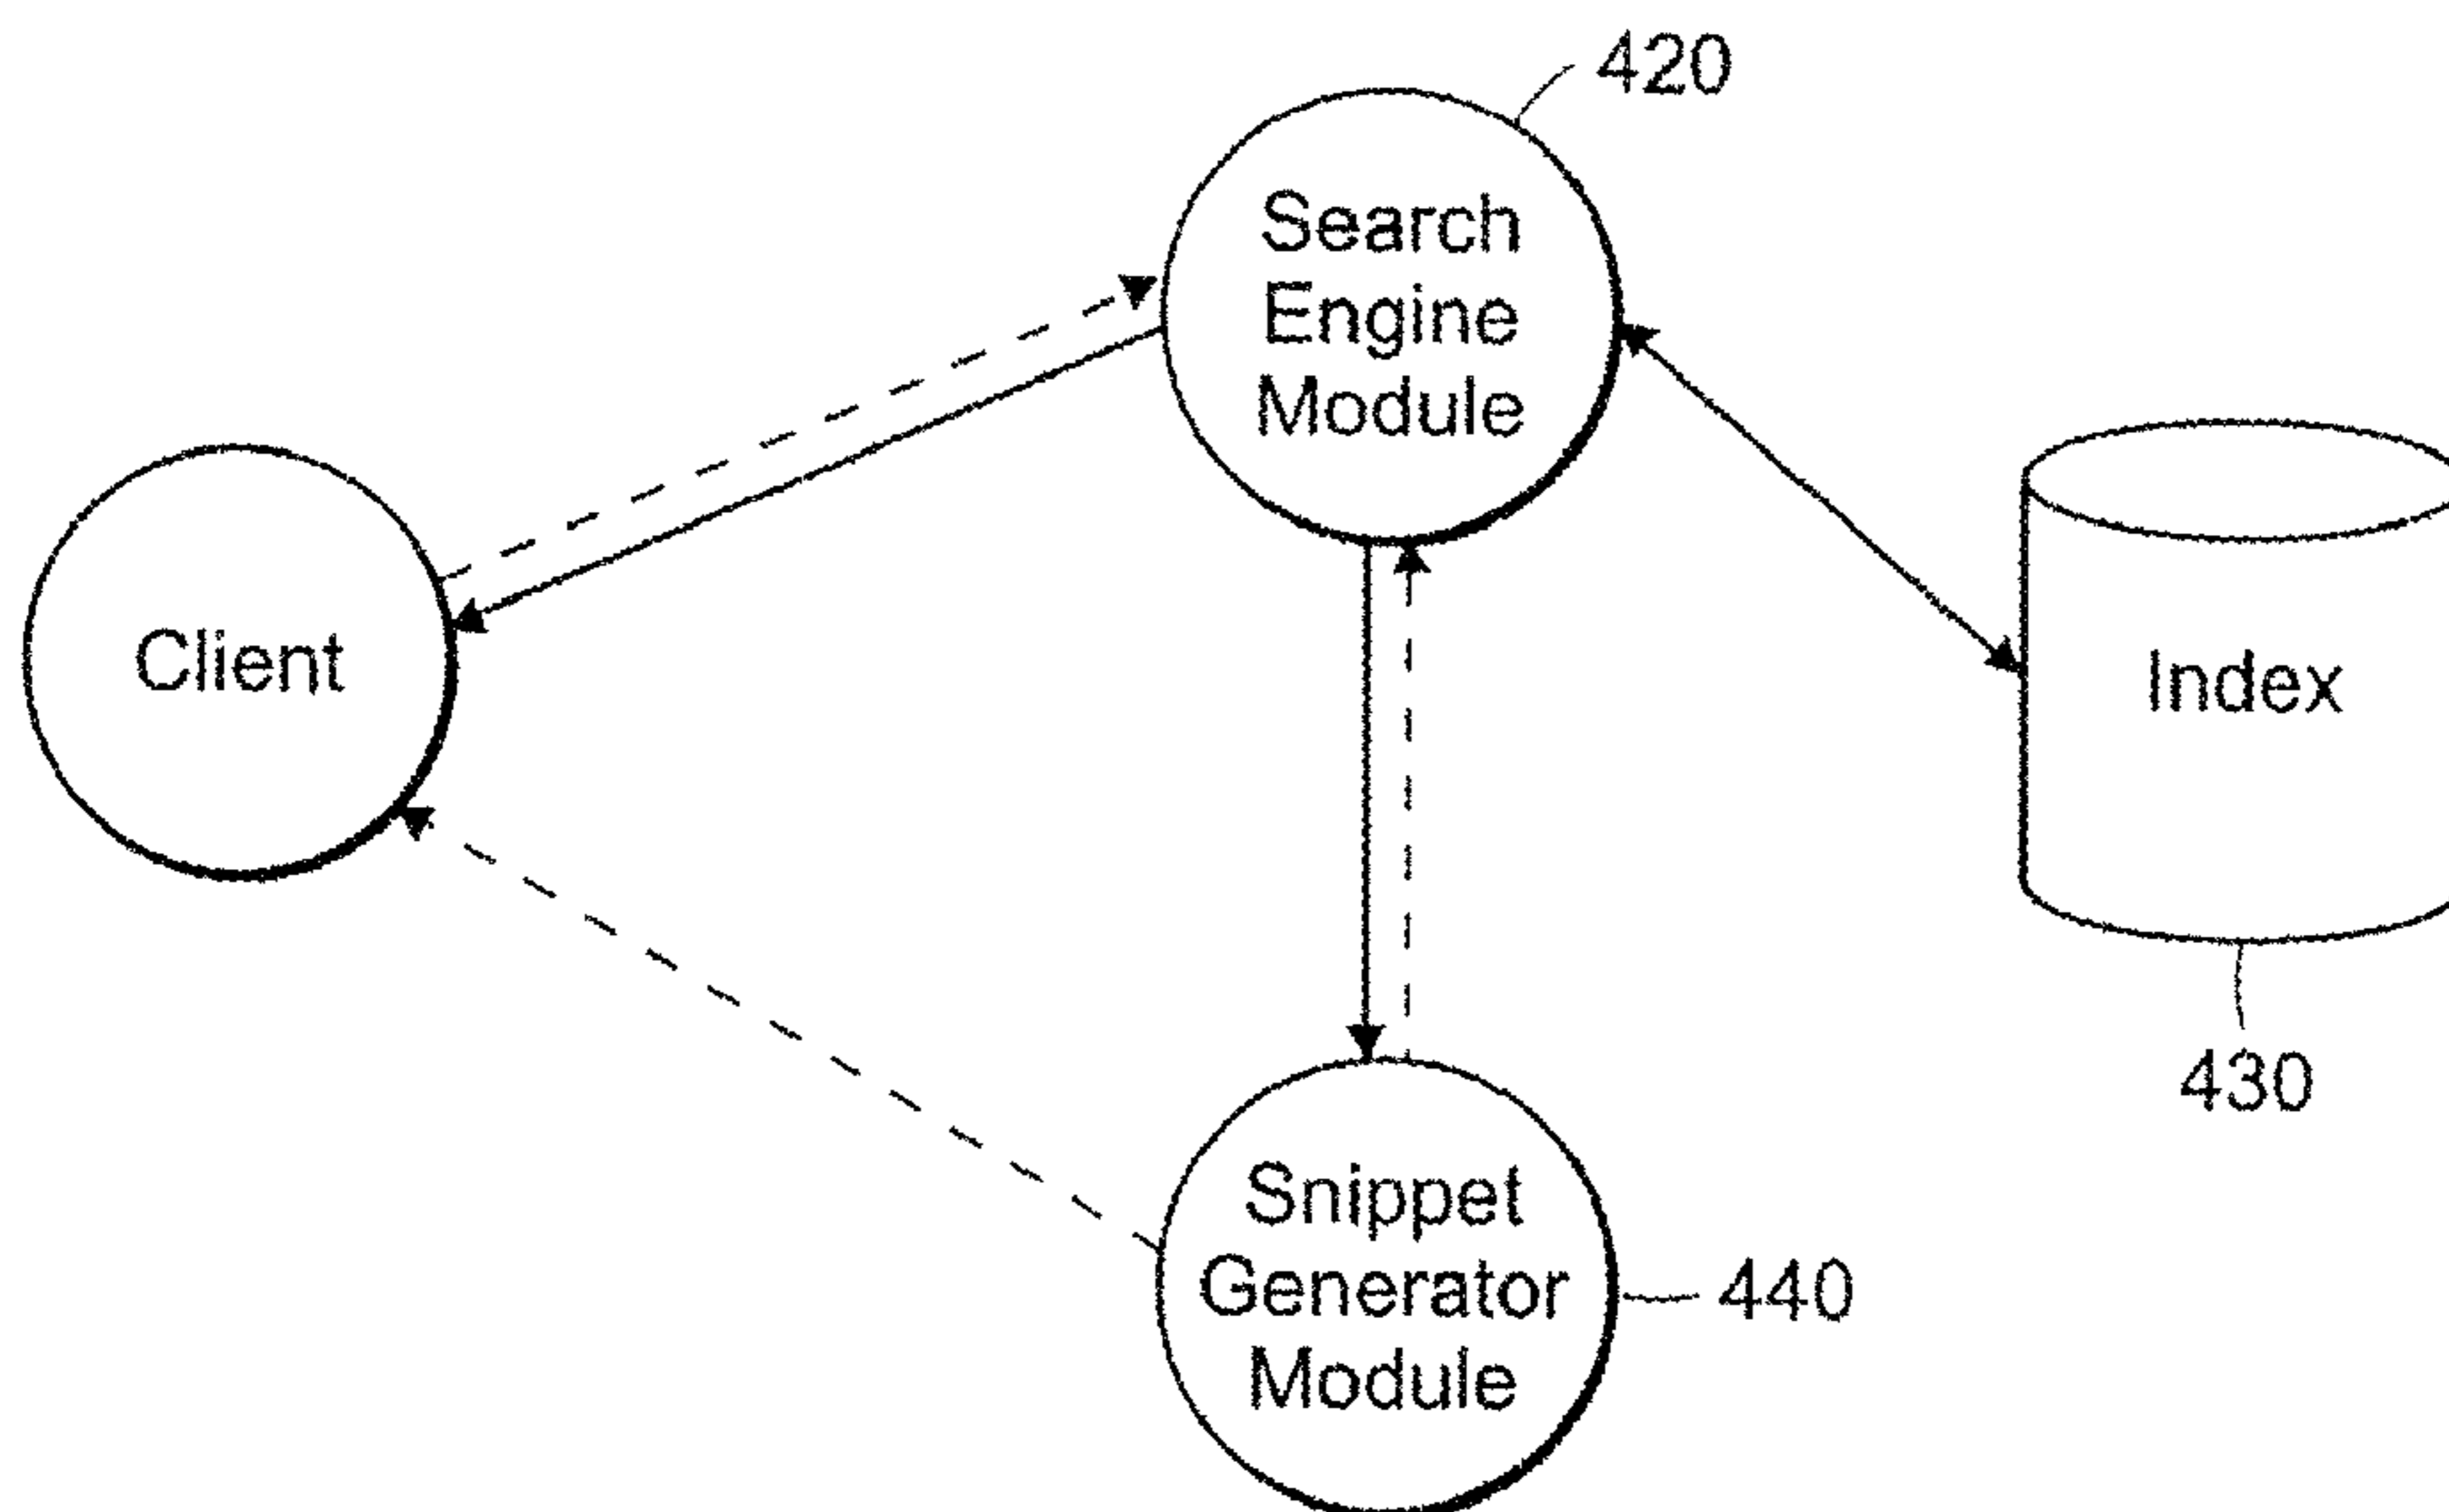 420
Search
Engine
Module
Client
Index
430
Snippet
Generator
Module
440